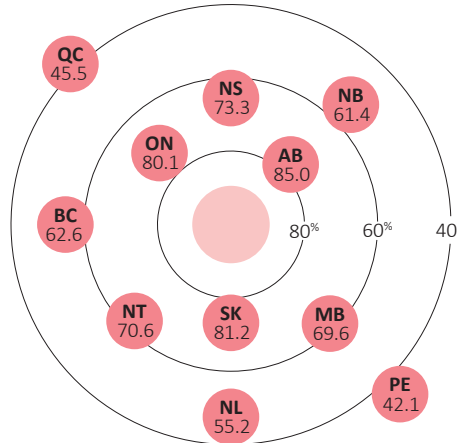 QC
45.5
NS
73.3
NB
61.4
ON
80.1
AB
85.0
BC
62.6
80%
60%
40
NT
70.6
SK
81.2
MB
69.6
PE
42.1
NL
55.2